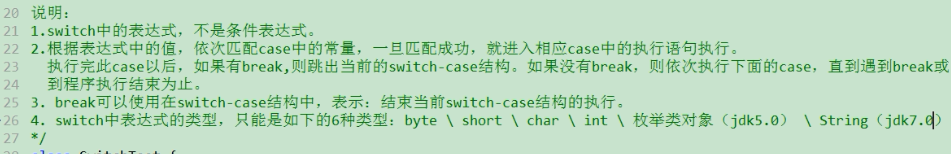 20 说明:
21 1.switch中的表达式，不是条件表达式。
22 2.根据表达式中的值，依次匹配case中的常量，一旦匹配成功，就进入相应case中的执行语句执行。
23 执行完此case以后，如果有break,则跳出当前的switch-case结构。如果没有break，则依次执行下面的case，直到遇到break或
24 到程序执行结束为止。
25 3. break可以使用在switch-case结构中，表示: 结束当前switch-case结构的执行。
26 4. switch中表达式的类型，只能是如下的6种类型: byte \ short \ char \ int \ 枚举类对象（jdk5.0） \ String（jdk7.0）
27 */